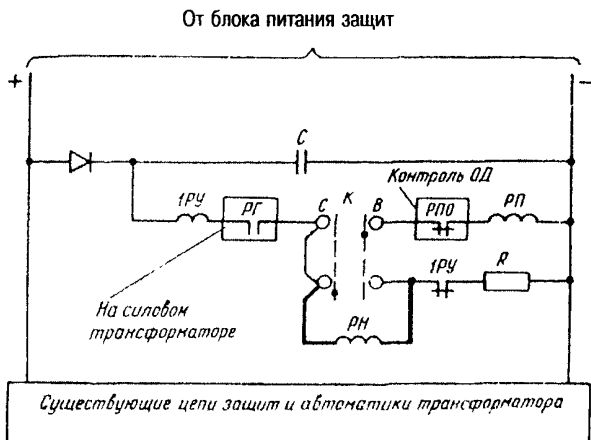 От блока питания защит
+ −
C
Контроль ОД
1РУ РГ С К В РПО РП
1РУ R
На силовом
трансформаторе
РН
Существующие цепи защит и автоматики трансформатора